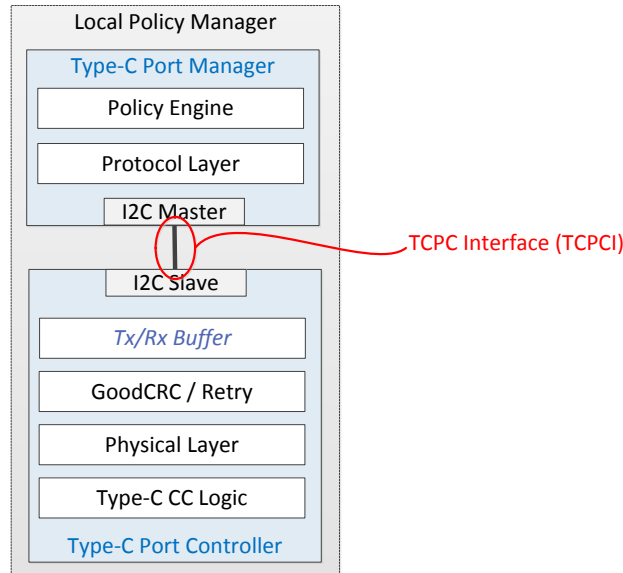 Local Policy Manager
Type-C Port Manager
Policy Engine
Protocol Layer
I2C Master
TCPC Interface (TCPCI)
I2C Slave
Tx/Rx Buffer
GoodCRC / Retry
Physical Layer
Type-C CC Logic
Type-C Port Controller